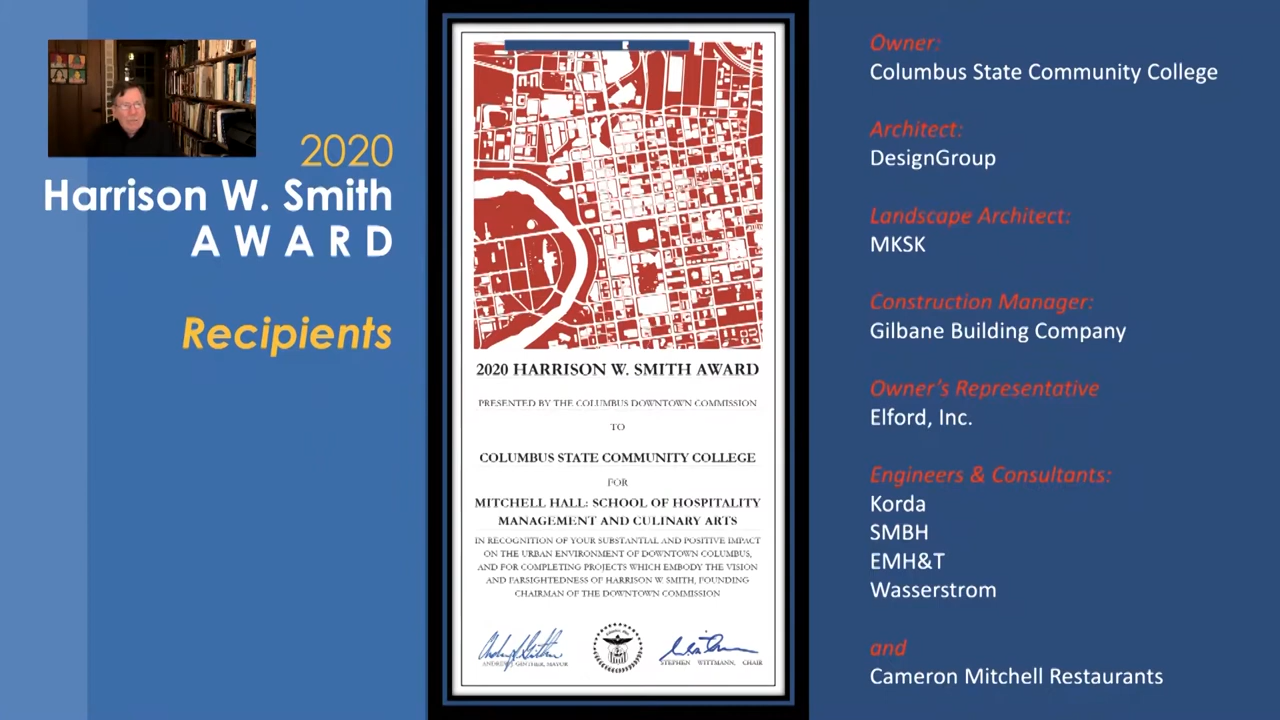 2020
Harrison W. Smith
AWARD
Recipients
2020 HARRISON W. SMITH AWARD
PRESENTED BY THE COLUMBUS DOWNTOWN COMMISSION
TO
COLUMBUS STATE COMMUNITY COLLEGE
FOR
MITCHELL HALL: SCHOOL OF HOSPITALITY
MANAGEMENT AND CULINARY ARTS
IN RECOGNITION OF YOUR SUBSTANTIAL AND POSITIVE IMPACT
ON THE URBAN ENVIRONMENT OF DOWNTOWN COLUMBUS,
AND FOR COMPLETING PROJECTS WHICH EMBODY THE VISION
AND FARSIGHTEDNESS OF HARRISON W SMITH, FOUNDING
CHAIRMAN OF THE DOWNTOWN COMMISSION
ANDREW J. GINTHER, MAYOR
STEPHEN WITTMANN, CHAIR
Owner:
Columbus State Community College
Architect:
DesignGroup
Landscape Architect:
MKSK
Construction Manager:
Gilbane Building Company
Owner's Representative
Elford, Inc.
Engineers & Consultants:
Korda
SMBH
EMH&T
Wasserstrom
and
Cameron Mitchell Restaurants